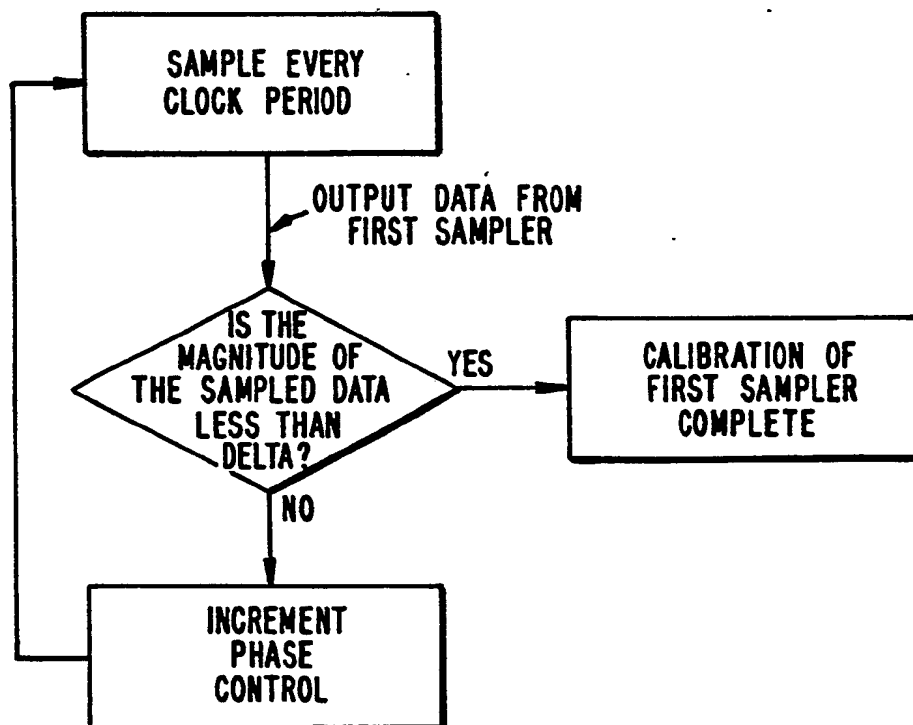 SAMPLE EVERY
CLOCK PERIOD
OUTPUT DATA FROM
FIRST SAMPLER
IS THE
MAGNITUDE OF
THE SAMPLED DATA
LESS THAN
DELTA?
YES
CALIBRATION OF
FIRST SAMPLER
COMPLETE
NO
INCREMENT
PHASE
CONTROL